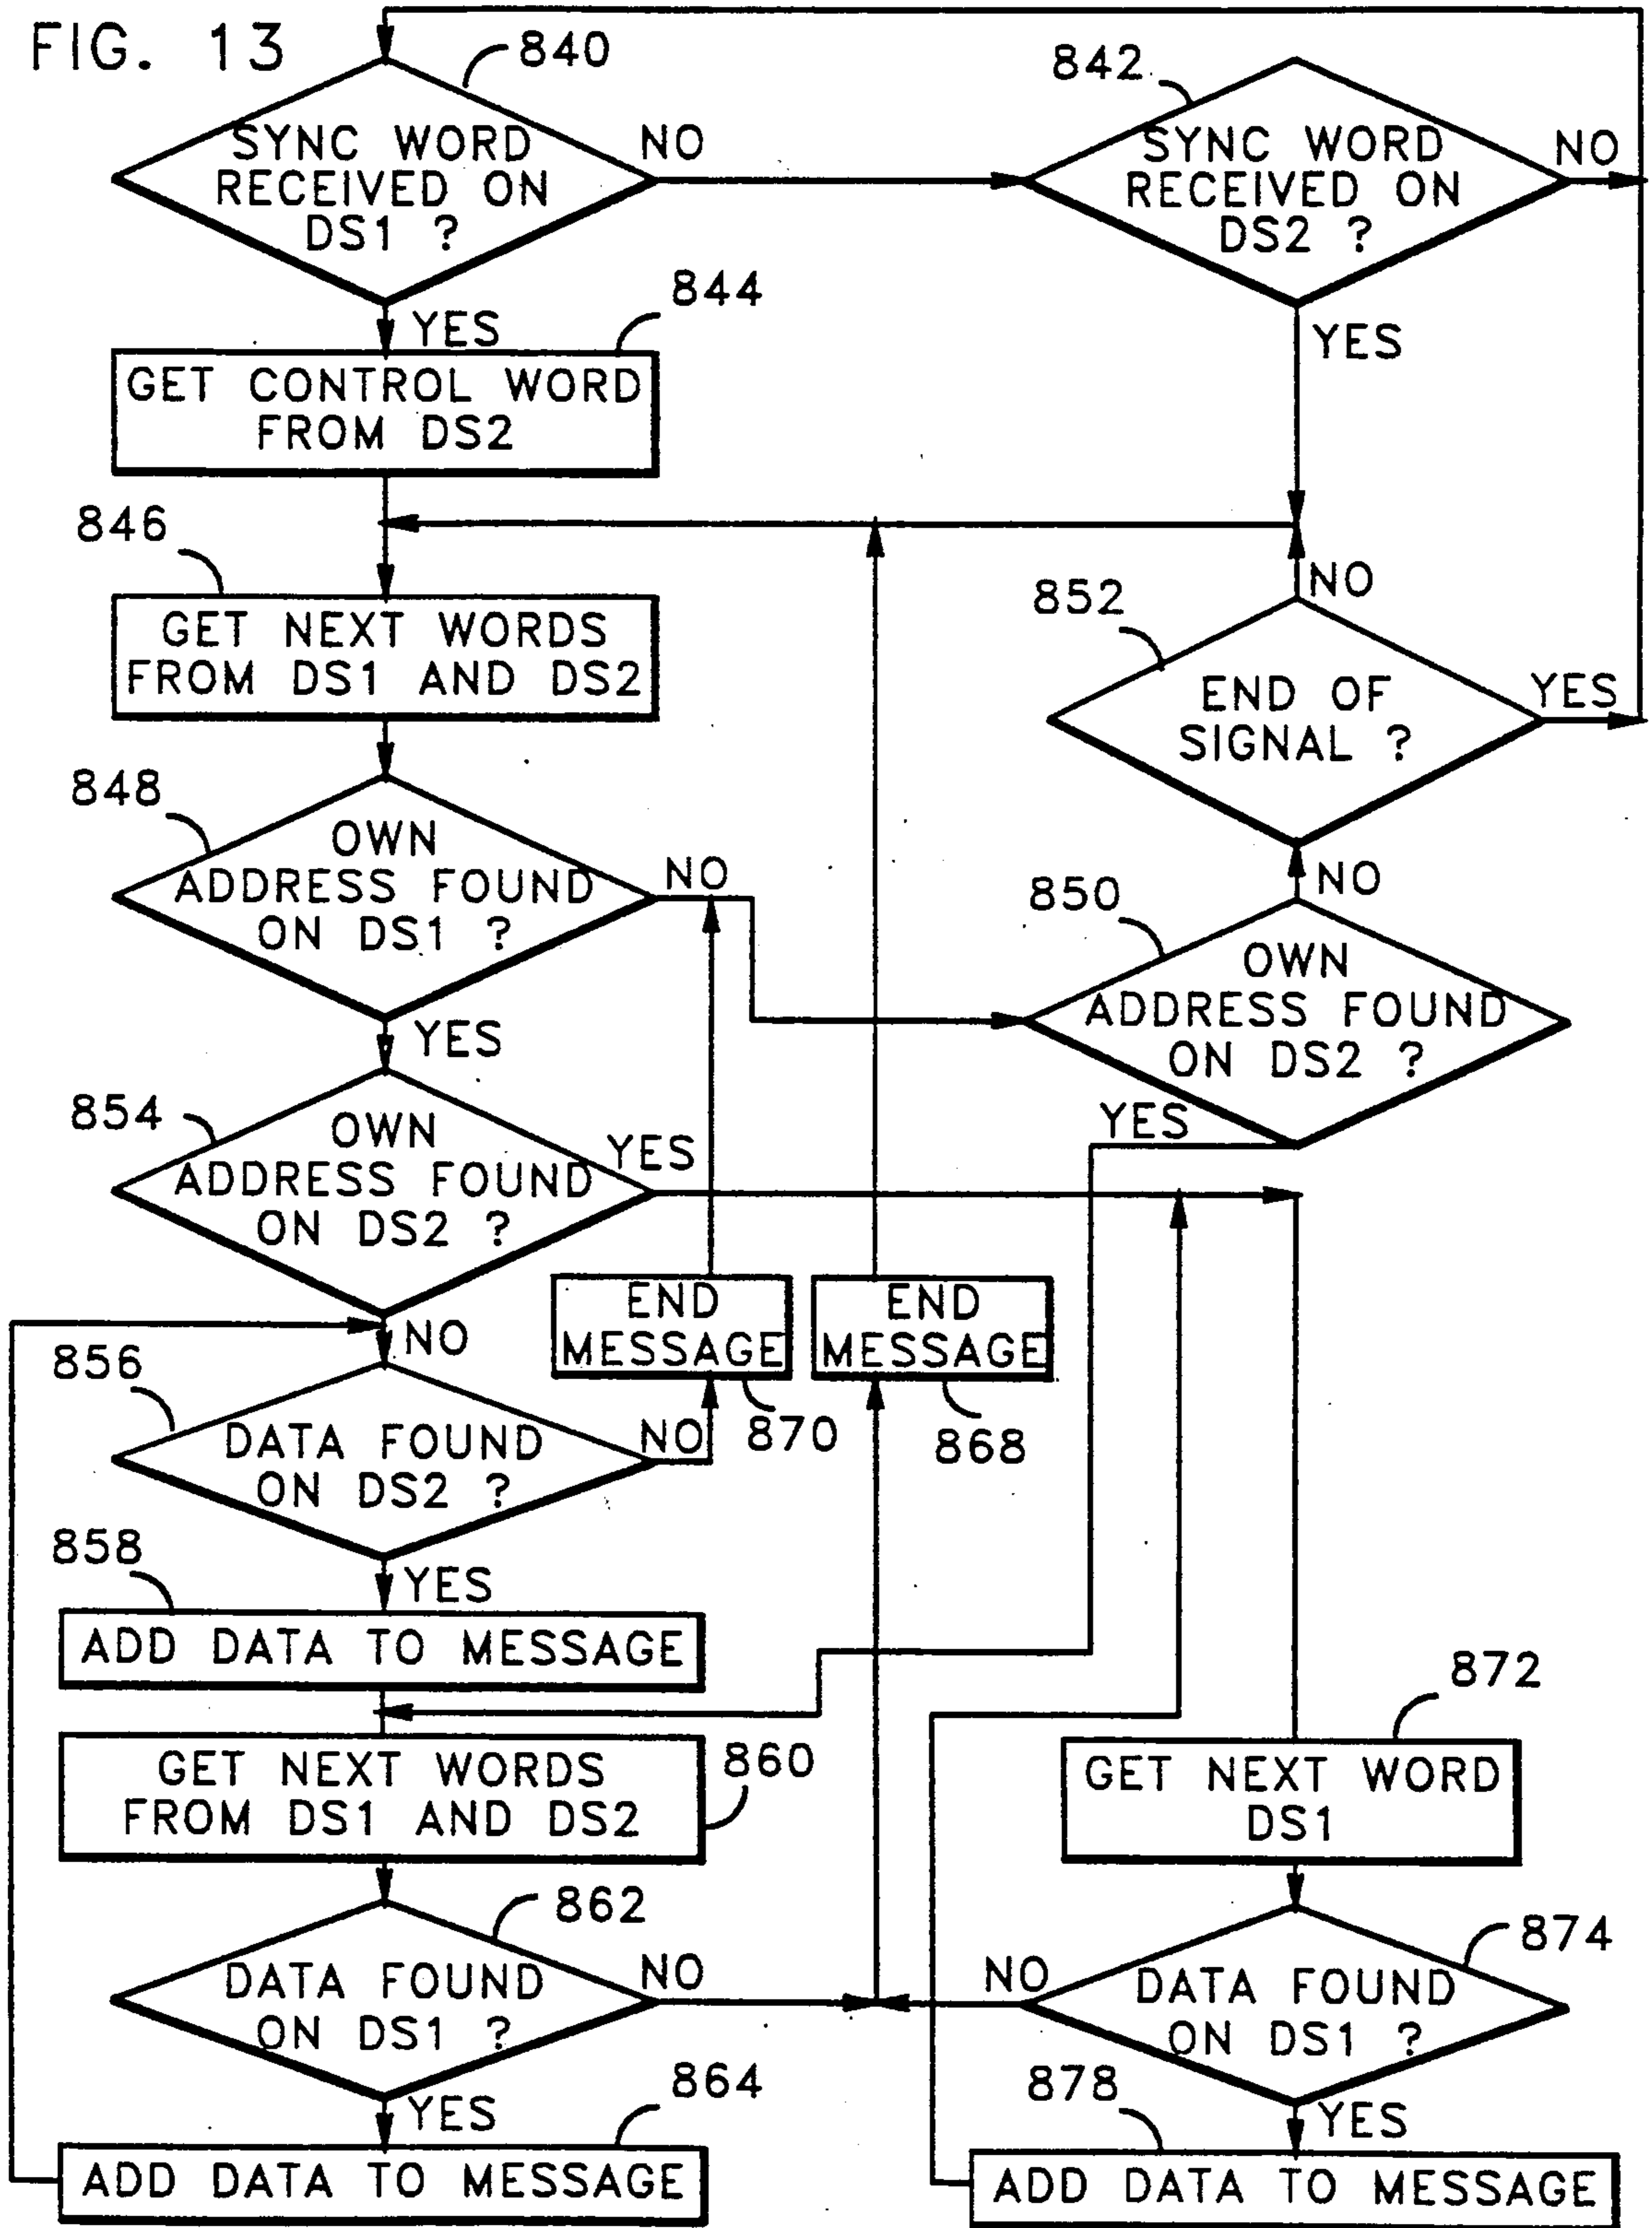 FIG. 13
840
SYNC WORD
RECEIVED ON
DS1 ?
NO
842
SYNC WORD
RECEIVED ON
DS2 ?
NO
YES
844
GET CONTROL WORD
FROM DS2
YES
846
GET NEXT WORDS
FROM DS1 AND DS2
NO
852
END OF
SIGNAL ?
YES
848
OWN
ADDRESS FOUND
ON DS1 ?
NO
NO
850
OWN
ADDRESS FOUND
ON DS2 ?
YES
YES
854
OWN
ADDRESS FOUND
ON DS2 ?
YES
END
MESSAGE
870
END
MESSAGE
868
NO
856
DATA FOUND
ON DS2 ?
NO
YES
858
ADD DATA TO MESSAGE
GET NEXT WORDS
FROM DS1 AND DS2
860
872
GET NEXT WORD
DS1
862
DATA FOUND
ON DS1 ?
NO
NO
874
DATA FOUND
ON DS1 ?
YES
864
ADD DATA TO MESSAGE
878
YES
ADD DATA TO MESSAGE